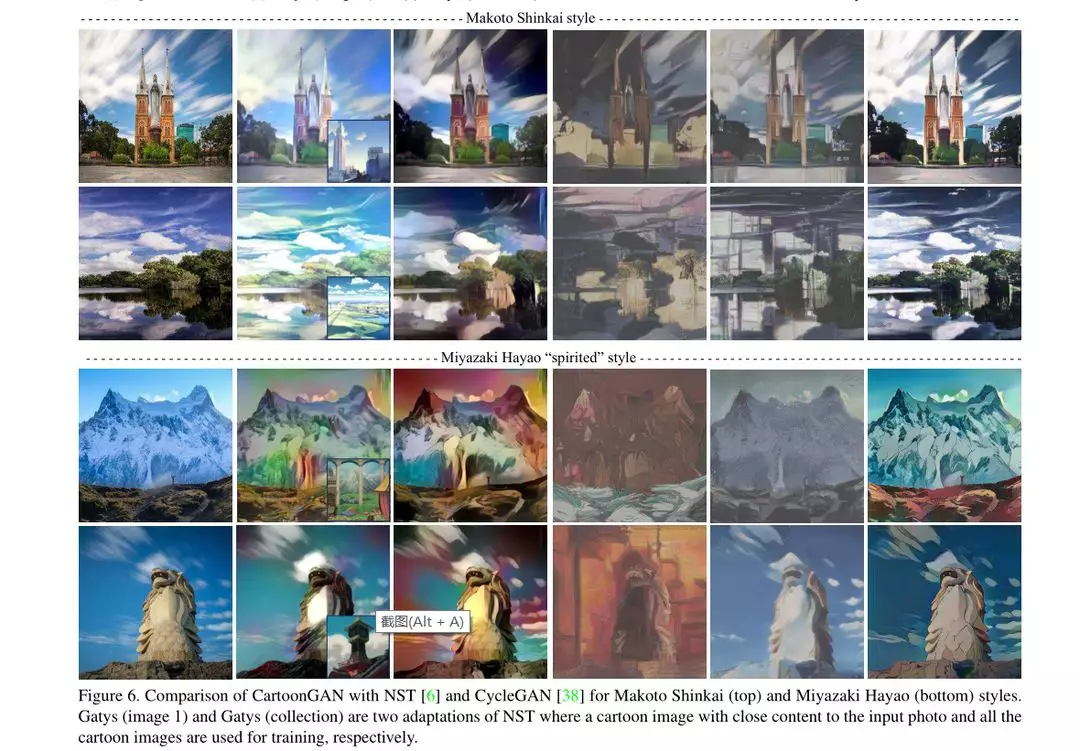 Makoto Shinkai style
Miyazaki Hayao “spirited” style
截图(Alt + A)
Figure 6. Comparison of CartoonGAN with NST [6] and CycleGAN [38] for Makoto Shinkai (top) and Miyazaki Hayao (bottom) styles.
Gatys (image 1) and Gatys (collection) are two adaptations of NST where a cartoon image with close content to the input photo and all the
cartoon images are used for training, respectively.